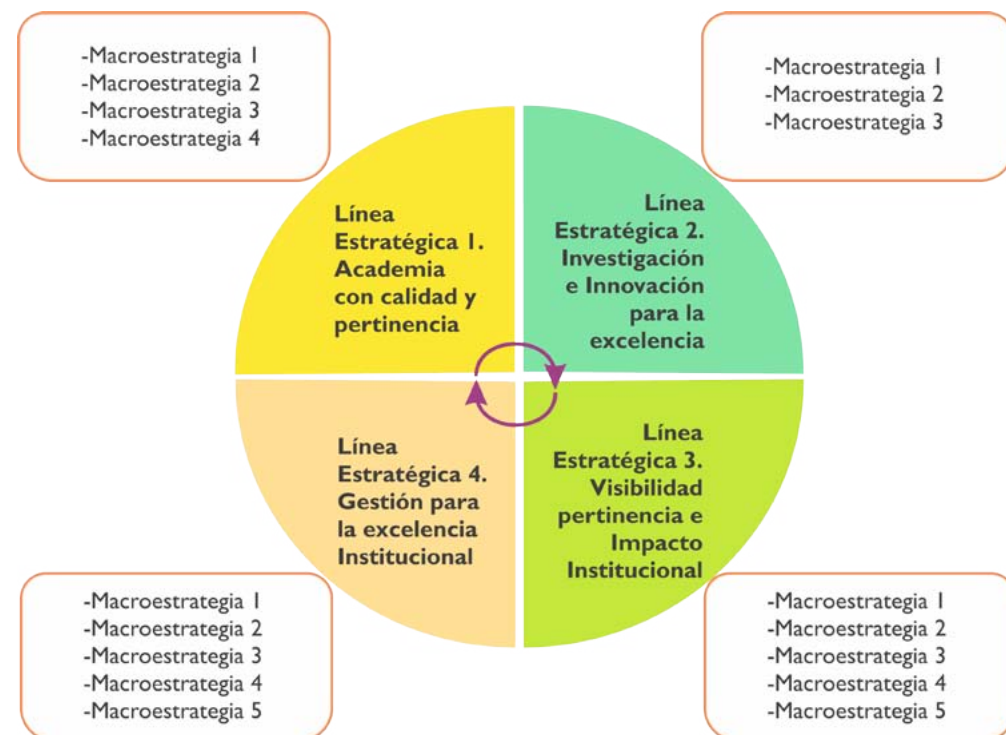 -Macroestrategia 1
-Macroestrategia 2
-Macroestrategia 3
-Macroestrategia 4
-Macroestrategia 1
-Macroestrategia 2
-Macroestrategia 3
Línea
Estratégica 1.
Academia
con calidad y
pertinencia
Línea
Estratégica 2.
Investigación
e Innovación
para la
excelencia
Línea
Estratégica 4.
Gestión para
la excelencia
Institucional
Línea
Estratégica 3.
Visibilidad
pertinencia e
Impacto
Institucional
-Macroestrategia 1
-Macroestrategia 2
-Macroestrategia 3
-Macroestrategia 4
-Macroestrategia 5
-Macroestrategia 1
-Macroestrategia 2
-Macroestrategia 3
-Macroestrategia 4
-Macroestrategia 5